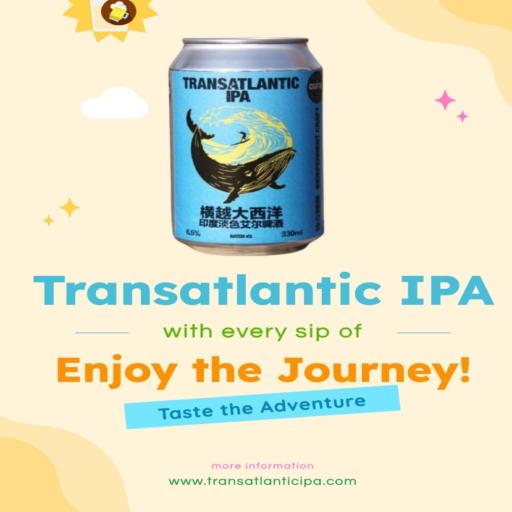 TRANSATLANTIC
IPA
横越大西洋
印度淡色艾尔啤酒
6.5%
330ml
Transatlantic IPA
with every sip of
Enjoy the Journey!
Taste the Adventure
more information
www.transatlanticipa.com